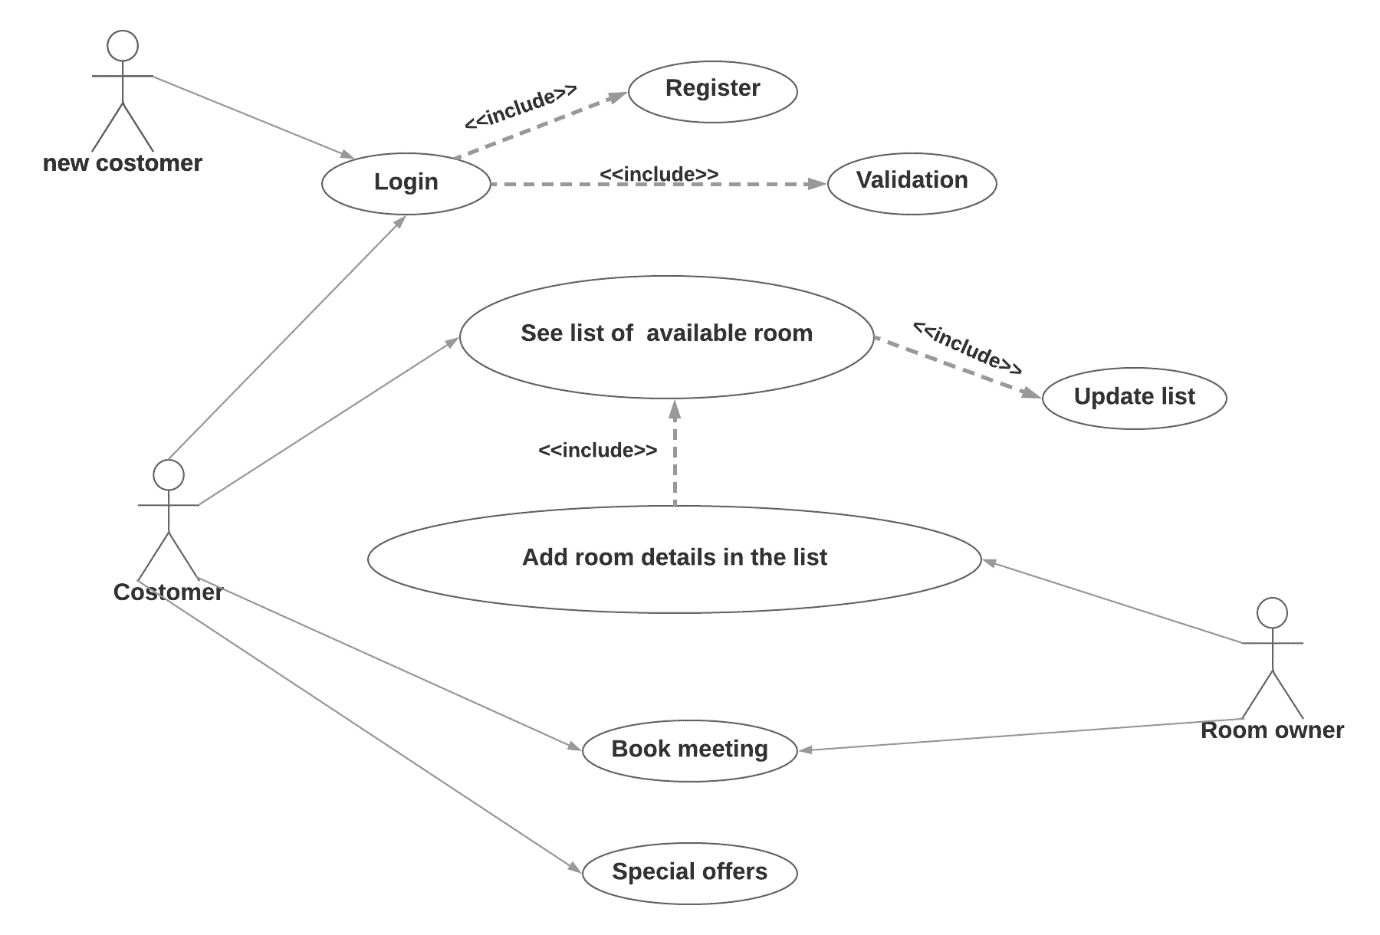 <<include>>
Register
new costomer
Login
<<include>>
Validation
See list of  available room
<<include>>
Update list
<<include>>
Add room details in the list
Costomer
Room owner
Book meeting
Special offers